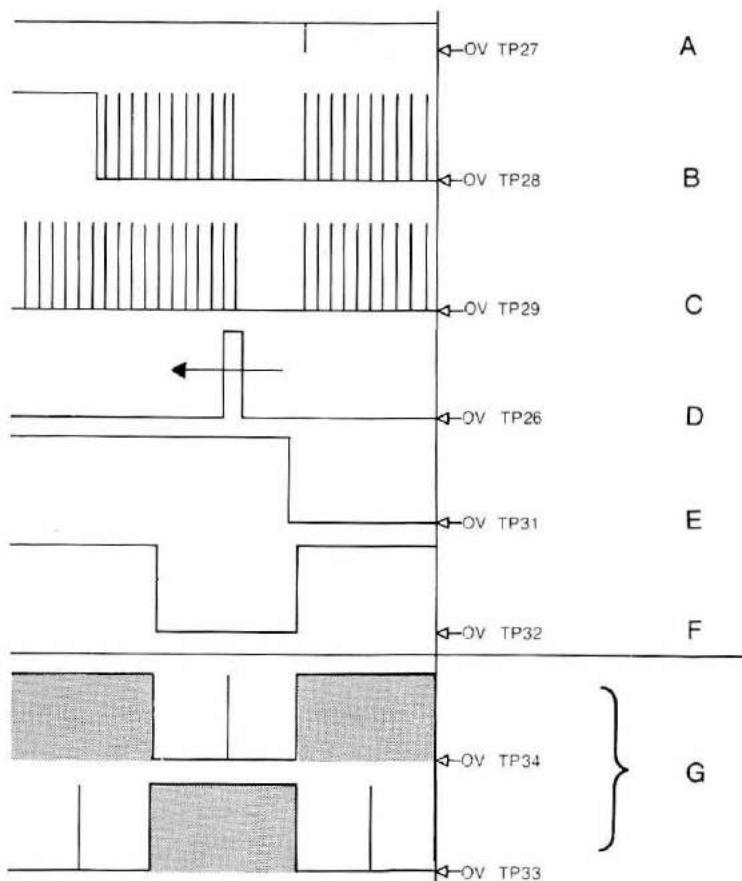 OV TP27 A
OV TP28 B
OV TP29 C
OV TP26 D
OV TP31 E
OV TP32 F
OV TP34
G
OV TP33